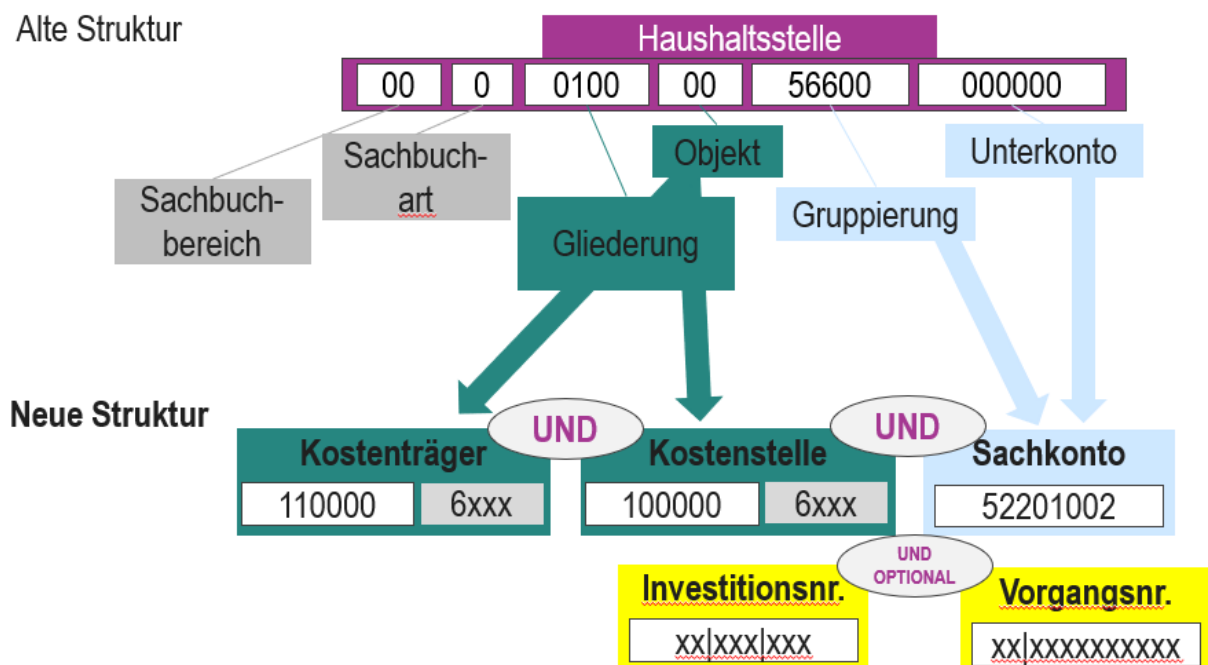 Alte Struktur
Haushaltsstelle
00 0 0100 00 56600 000000
Sachbuch-
bereich
Sachbuch-
art
Gliederung
Objekt
Gruppierung
Unterkonto
Neue Struktur
UND
UND
Kostenträger
110000 6xxx
Kostenstelle
100000 6xxx
Sachkonto
52201002
UND
OPTIONAL
Investitionsnr.
xx|xxx|xxx
Vorgangsnr.
xx|xxxxxxxxxx